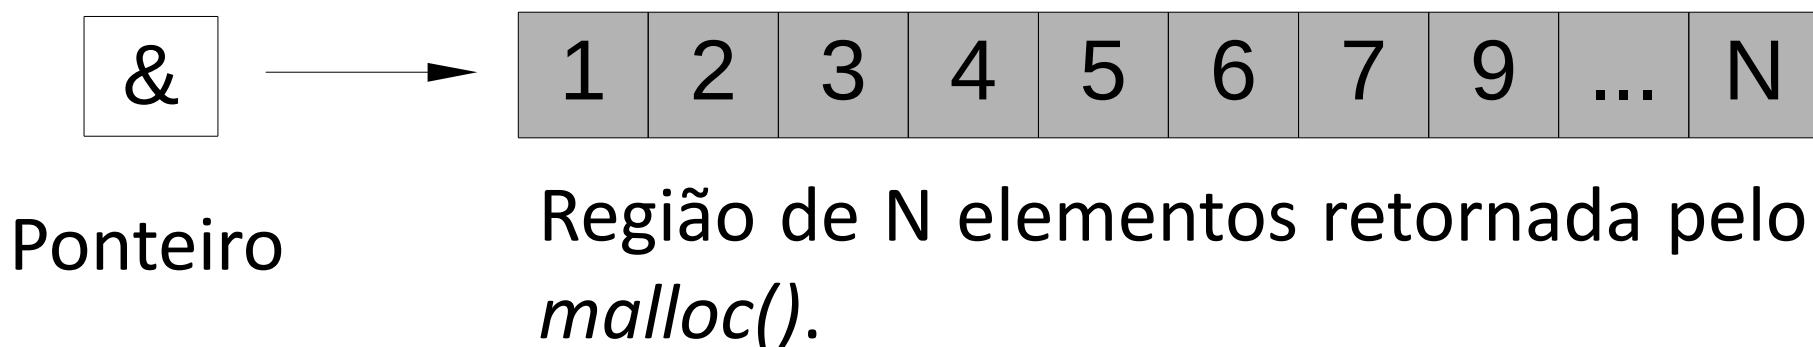 & 1 2 3 4 5 6 7 9 ... N
Ponteiro
Região de N elementos retornada pelo
malloc().